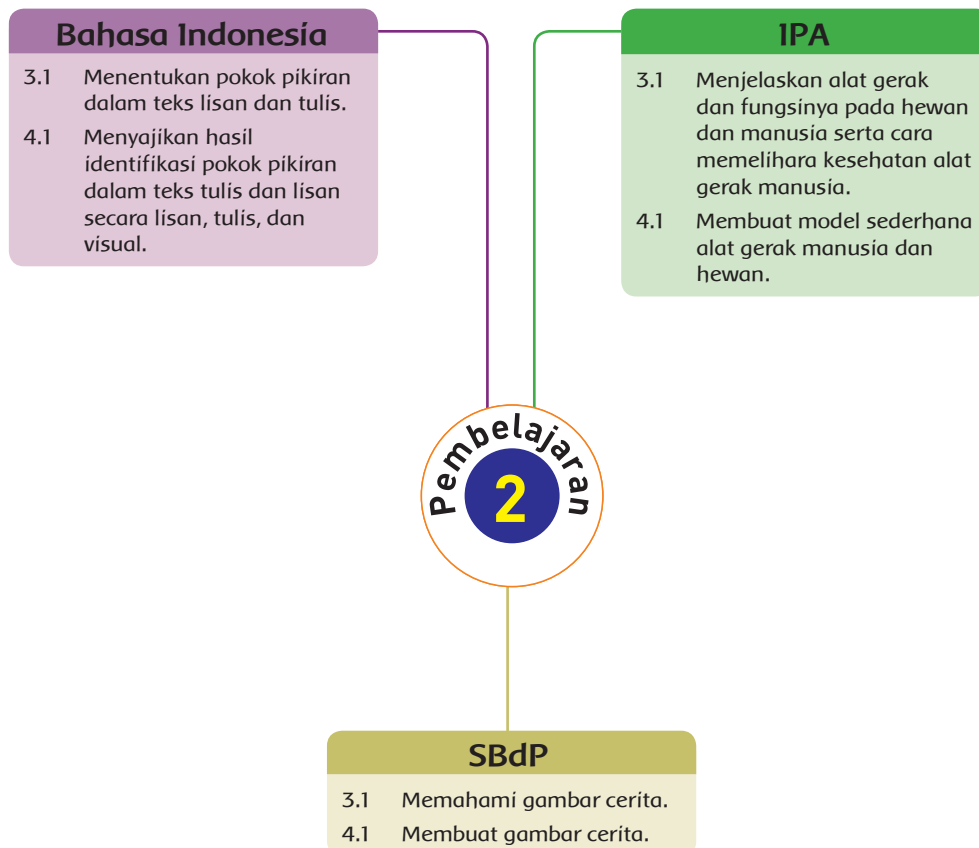 Bahasa Indonesia
3.1 Menentukan pokok pikiran
dalam teks lisan dan tulis.
4.1 Menyajikan hasil
identifikasi pokok pikiran
dalam teks tulis dan lisan
secara lisan, tulis, dan
visual.
IPA
3.1 Menjelaskan alat gerak
dan fungsinya pada hewan
dan manusia serta cara
memelihara kesehatan alat
gerak manusia.
4.1 Membuat model sederhana
alat gerak manusia dan
hewan.
Pembelajaran
2
SBdP
3.1 Memahami gambar cerita.
4.1 Membuat gambar cerita.